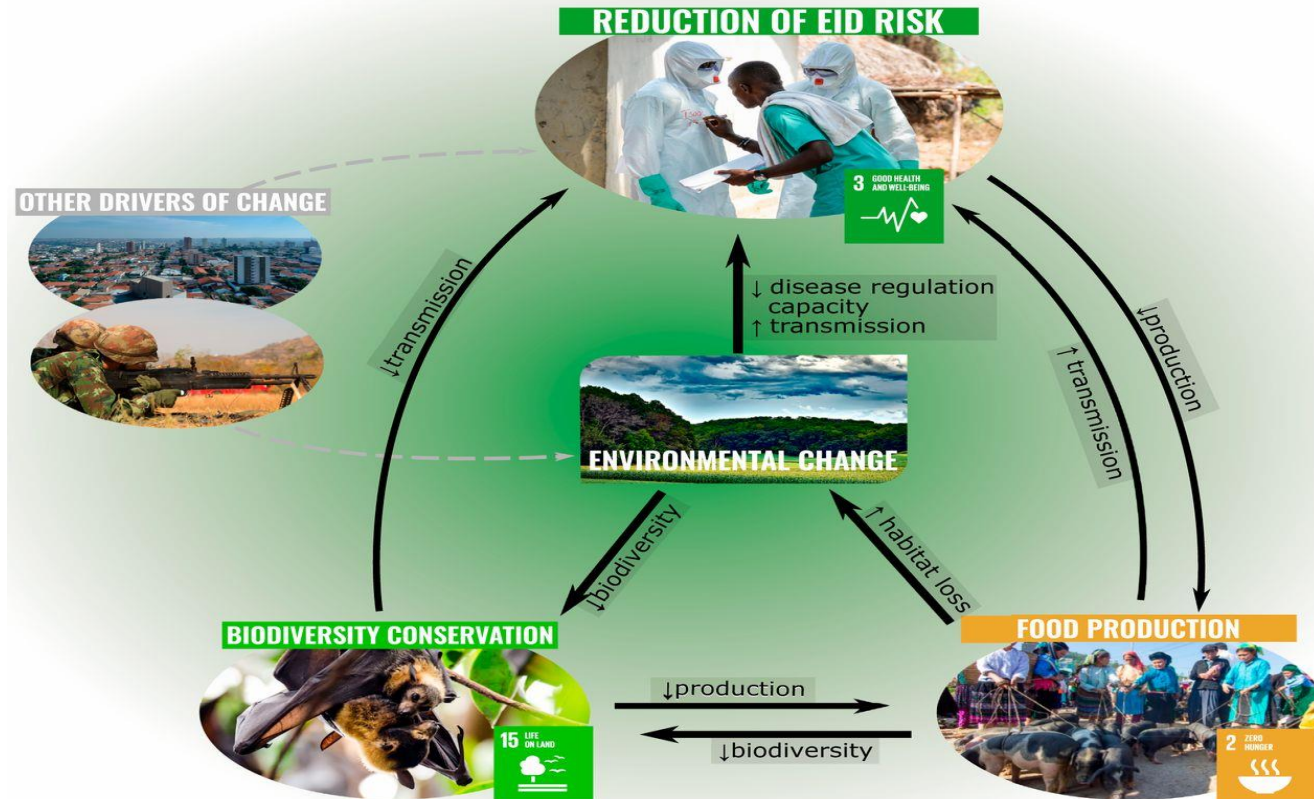 REDUCTION OF EID RISK
3 GOOD HEALTH
AND WELL-BEING
OTHER DRIVERS OF CHANGE
↓transmission
↓ disease regulation
capacity
↑ transmission
↓production
↑ transmission
ENVIRONMENTAL CHANGE
↓biodiversity
↑ habitat loss
BIODIVERSITY CONSERVATION
15 LIFE
ON LAND
FOOD PRODUCTION
2 ZERO
HUNGER
↓production
↓biodiversity